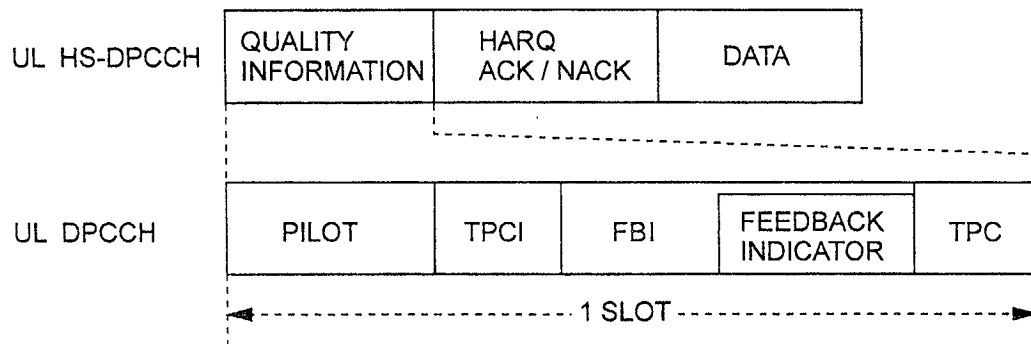 UL HS-DPCCH
QUALITY
INFORMATION
HARQ
ACK / NACK
DATA
UL DPCCH
PILOT
TPCI
FBI
FEEDBACK
INDICATOR
TPC
1 SLOT